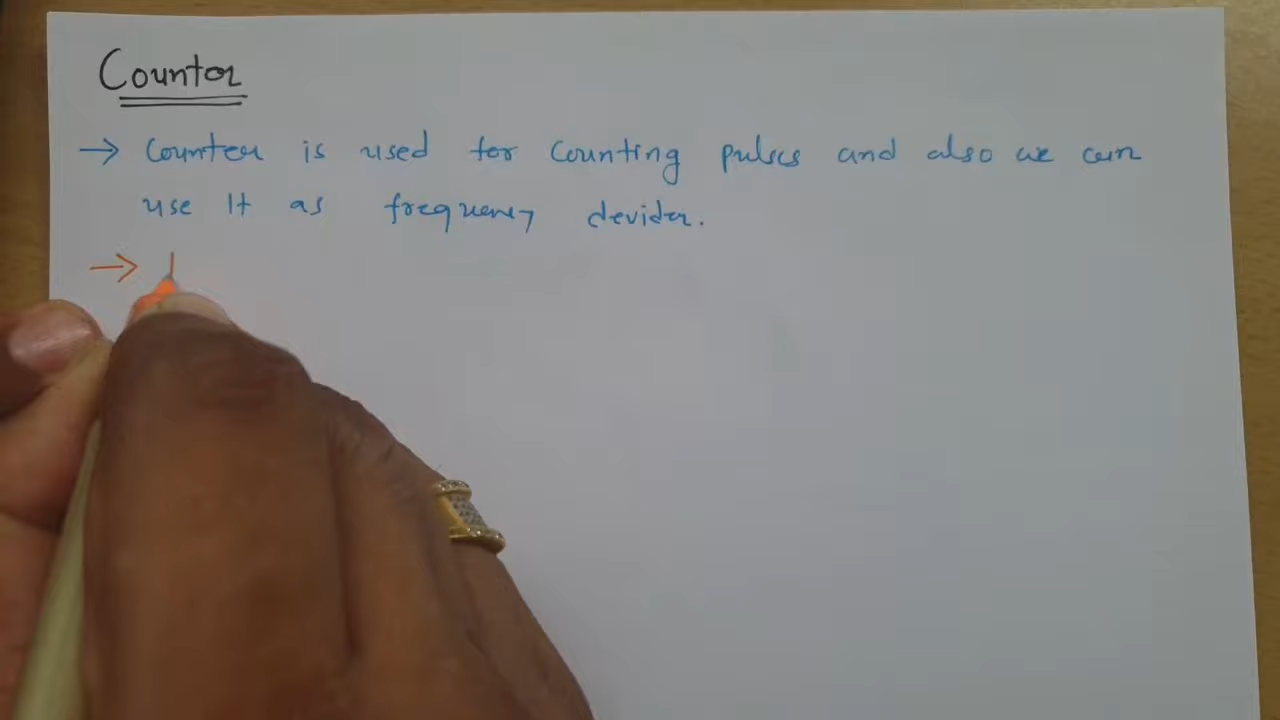 Counter
→ Counter is used for counting pulses and also we can
use It as frequency devider.
→